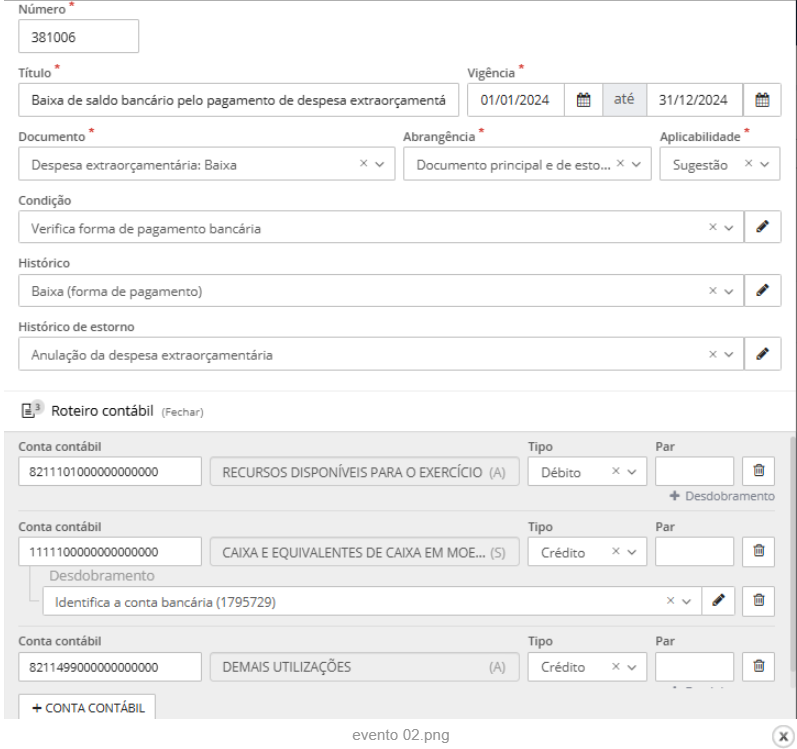 Número *
381006
Título * Vigência *
Baixa de saldo bancário pelo pagamento de despesa extraorçamentá 01/01/2024 até 31/12/2024
Documento * Abrangência * Aplicabilidade *
Despesa extraorçamentária: Baixa Documento principal e de esto... Sugestão
Condição
Verifica forma de pagamento bancária
Histórico
Baixa (forma de pagamento)
Histórico de estorno
Anulação da despesa extraorçamentária
3 Roteiro contábil (Fechar)
Conta contábil Tipo Par
8211101000000000000 RECURSOS DISPONÍVEIS PARA O EXERCÍCIO (A) Débito
+ Desdobramento
Conta contábil Tipo Par
1111100000000000000 CAIXA E EQUIVALENTES DE CAIXA EM MOE... (S) Crédito
Desdobramento
Identifica a conta bancária (1795729)
Conta contábil Tipo Par
8211499000000000000 DEMAIS UTILIZAÇÕES (A) Crédito
+ CONTA CONTÁBIL
evento 02.png